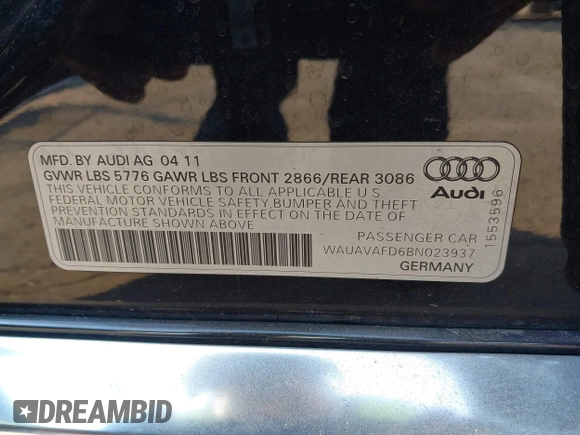 MFD. BY AUDI AG 04 11
GVWR LBS 5776 GAWR LBS FRONT 2866/REAR 3086
THIS VEHICLE CONFORMS TO ALL APPLICABLE U.S
FEDERAL MOTOR VEHICLE SAFETY,BUMPER AND THEFT
PREVENTION STANDARDS IN EFFECT ON THE DATE OF
MANUFACTURE SHOWN ABOVE
Audi
1553596
PASSENGER CAR
WAUAVAFD6BN023937
GERMANY
DREAMBID